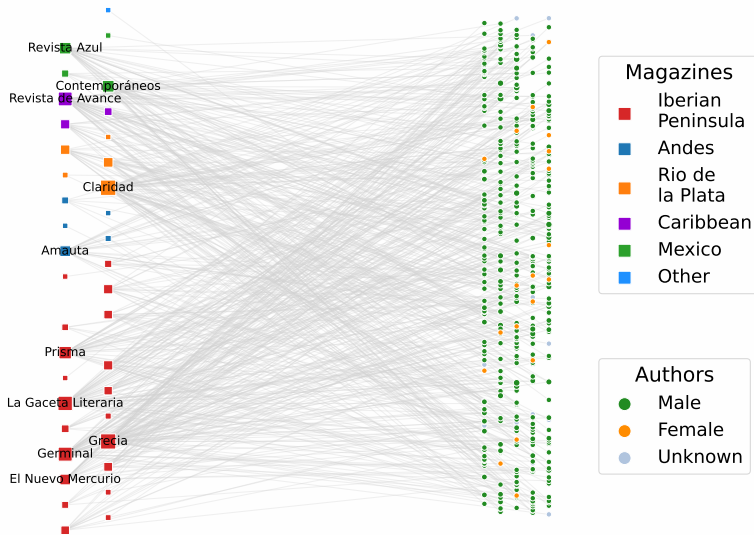 Revista Azul
Contemporáneos
Revista de Avance
Claridad
Amauta
Prisma
La Gaceta Literaria
Grecia
Germinal
El Nuevo Mercurio
Magazines
Iberian
Peninsula
Andes
Rio de
la Plata
Caribbean
Mexico
Other
Authors
Male
Female
Unknown